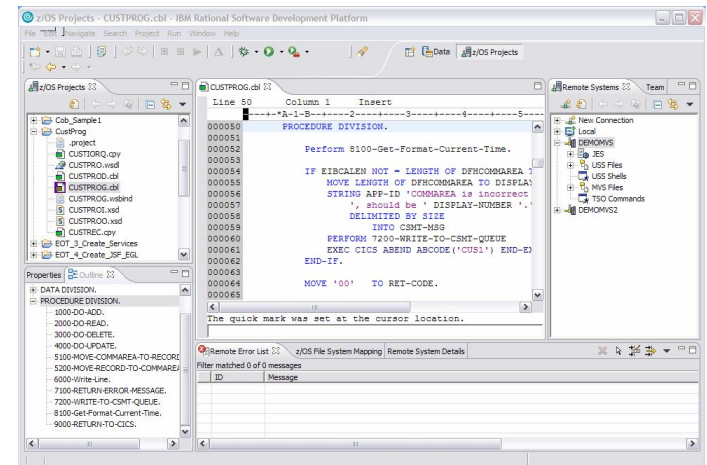 z/OS Projects - CUSTPROG.cbl - IBM Rational Software Development Platform
File Edit Navigate Search Project Run Window Help
Data z/OS Projects
z/OS Projects
Cob_Sample1
CustProg
.project
CUSTIORQ.cpy
CUSTPRO.wsdl
CUSTPROD.cbl
CUSTPROG.cbl
CUSTPROG.wsbind
CUSTPROI.xsd
CUSTPROO.xsd
CUSTREC.cpy
EOT_3_Create_Services
EOT_4_Create_JSF_EGL
Properties Outline
DATA DIVISION.
PROCEDURE DIVISION.
1000-DO-ADD.
2000-DO-READ.
3000-DO-DELETE.
4000-DO-UPDATE.
5100-MOVE-COMMAREA-TO-RECORD
5200-MOVE-RECORD-TO-COMMAREA
6000-Write-Line.
7100-RETURN-ERROR-MESSAGE.
7200-WRITE-TO-CSMT-QUEUE.
8100-Get-Format-Current-Time.
9000-RETURN-TO-CICS.
CUSTPROG.cbl
Line 50 Column 1 Insert
---+-*A-1-B--+----2----+----3----+----4----+----5----
000050 PROCEDURE DIVISION.
000051
000052 Perform 8100-Get-Format-Current-Time.
000053
000054 IF EIBCALEN NOT = LENGTH OF DFHCOMMAREA T
000055 MOVE LENGTH OF DFHCOMMAREA TO DISPLAY
000056 STRING APP-ID 'COMMAREA is incorrect
000057 ', should be ' DISPLAY-NUMBER '.'
000058 DELIMITED BY SIZE
000059 INTO CSMT-MSG
000060 PERFORM 7200-WRITE-TO-CSMT-QUEUE
000061 EXEC CICS ABEND ABCODE('CUS1') END-EX
000062 END-IF.
000063
000064 MOVE '00' TO RET-CODE.
000065
The quick mark was set at the cursor location.
Remote Systems Team
New Connection
Local
DEMOMVS
JES
USS Files
USS Shells
MVS Files
TSO Commands
DEMOMVS2
Remote Error List z/OS File System Mapping Remote System Details
Filter matched 0 of 0 messages
ID Message